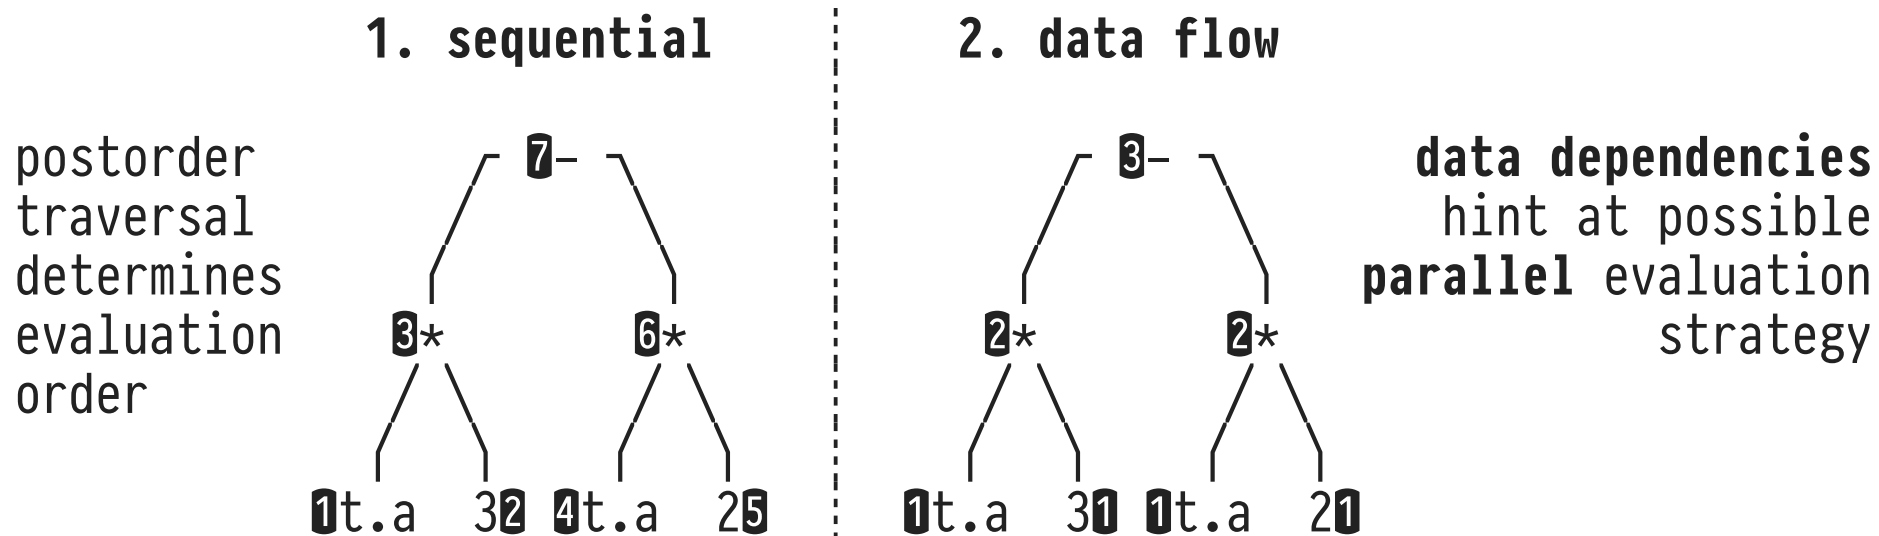 1. sequential
postorder
traversal
determines
evaluation
order
7-
3* 6*
1t.a 32 4t.a 25
2. data flow
3-
2* 2*
1t.a 31 1t.a 21
data dependencies
hint at possible
parallel evaluation
strategy